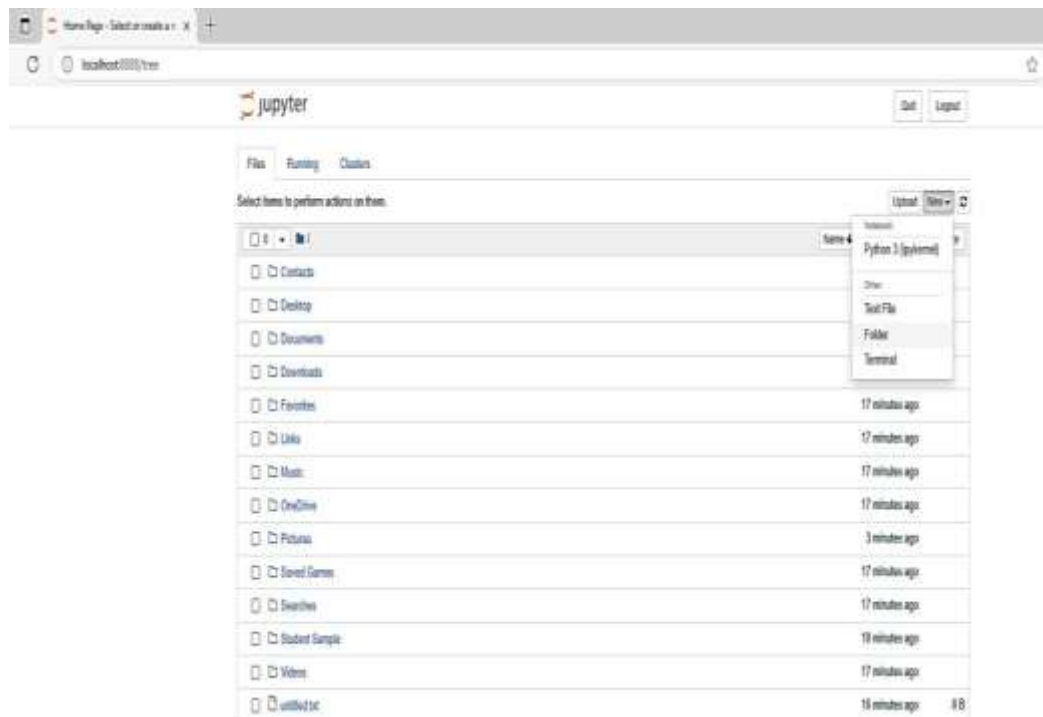 Home Page - Select or create a n
localhost:8888/tree
jupyter
Quit Logout
Files Running Clusters
Select items to perform actions on them.
Upload New
0 /
Name
Notebook
Python 3 (ipykernel)
Other
Text File
Folder
Terminal
Contacts
Desktop
Documents
Downloads
Favorites 17 minutes ago
Links 17 minutes ago
Music 17 minutes ago
OneDrive 17 minutes ago
Pictures 3 minutes ago
Saved Games 17 minutes ago
Searches 17 minutes ago
Student Sample minutes ago
Videos 17 minutes ago
untitled.txt minutes ago B